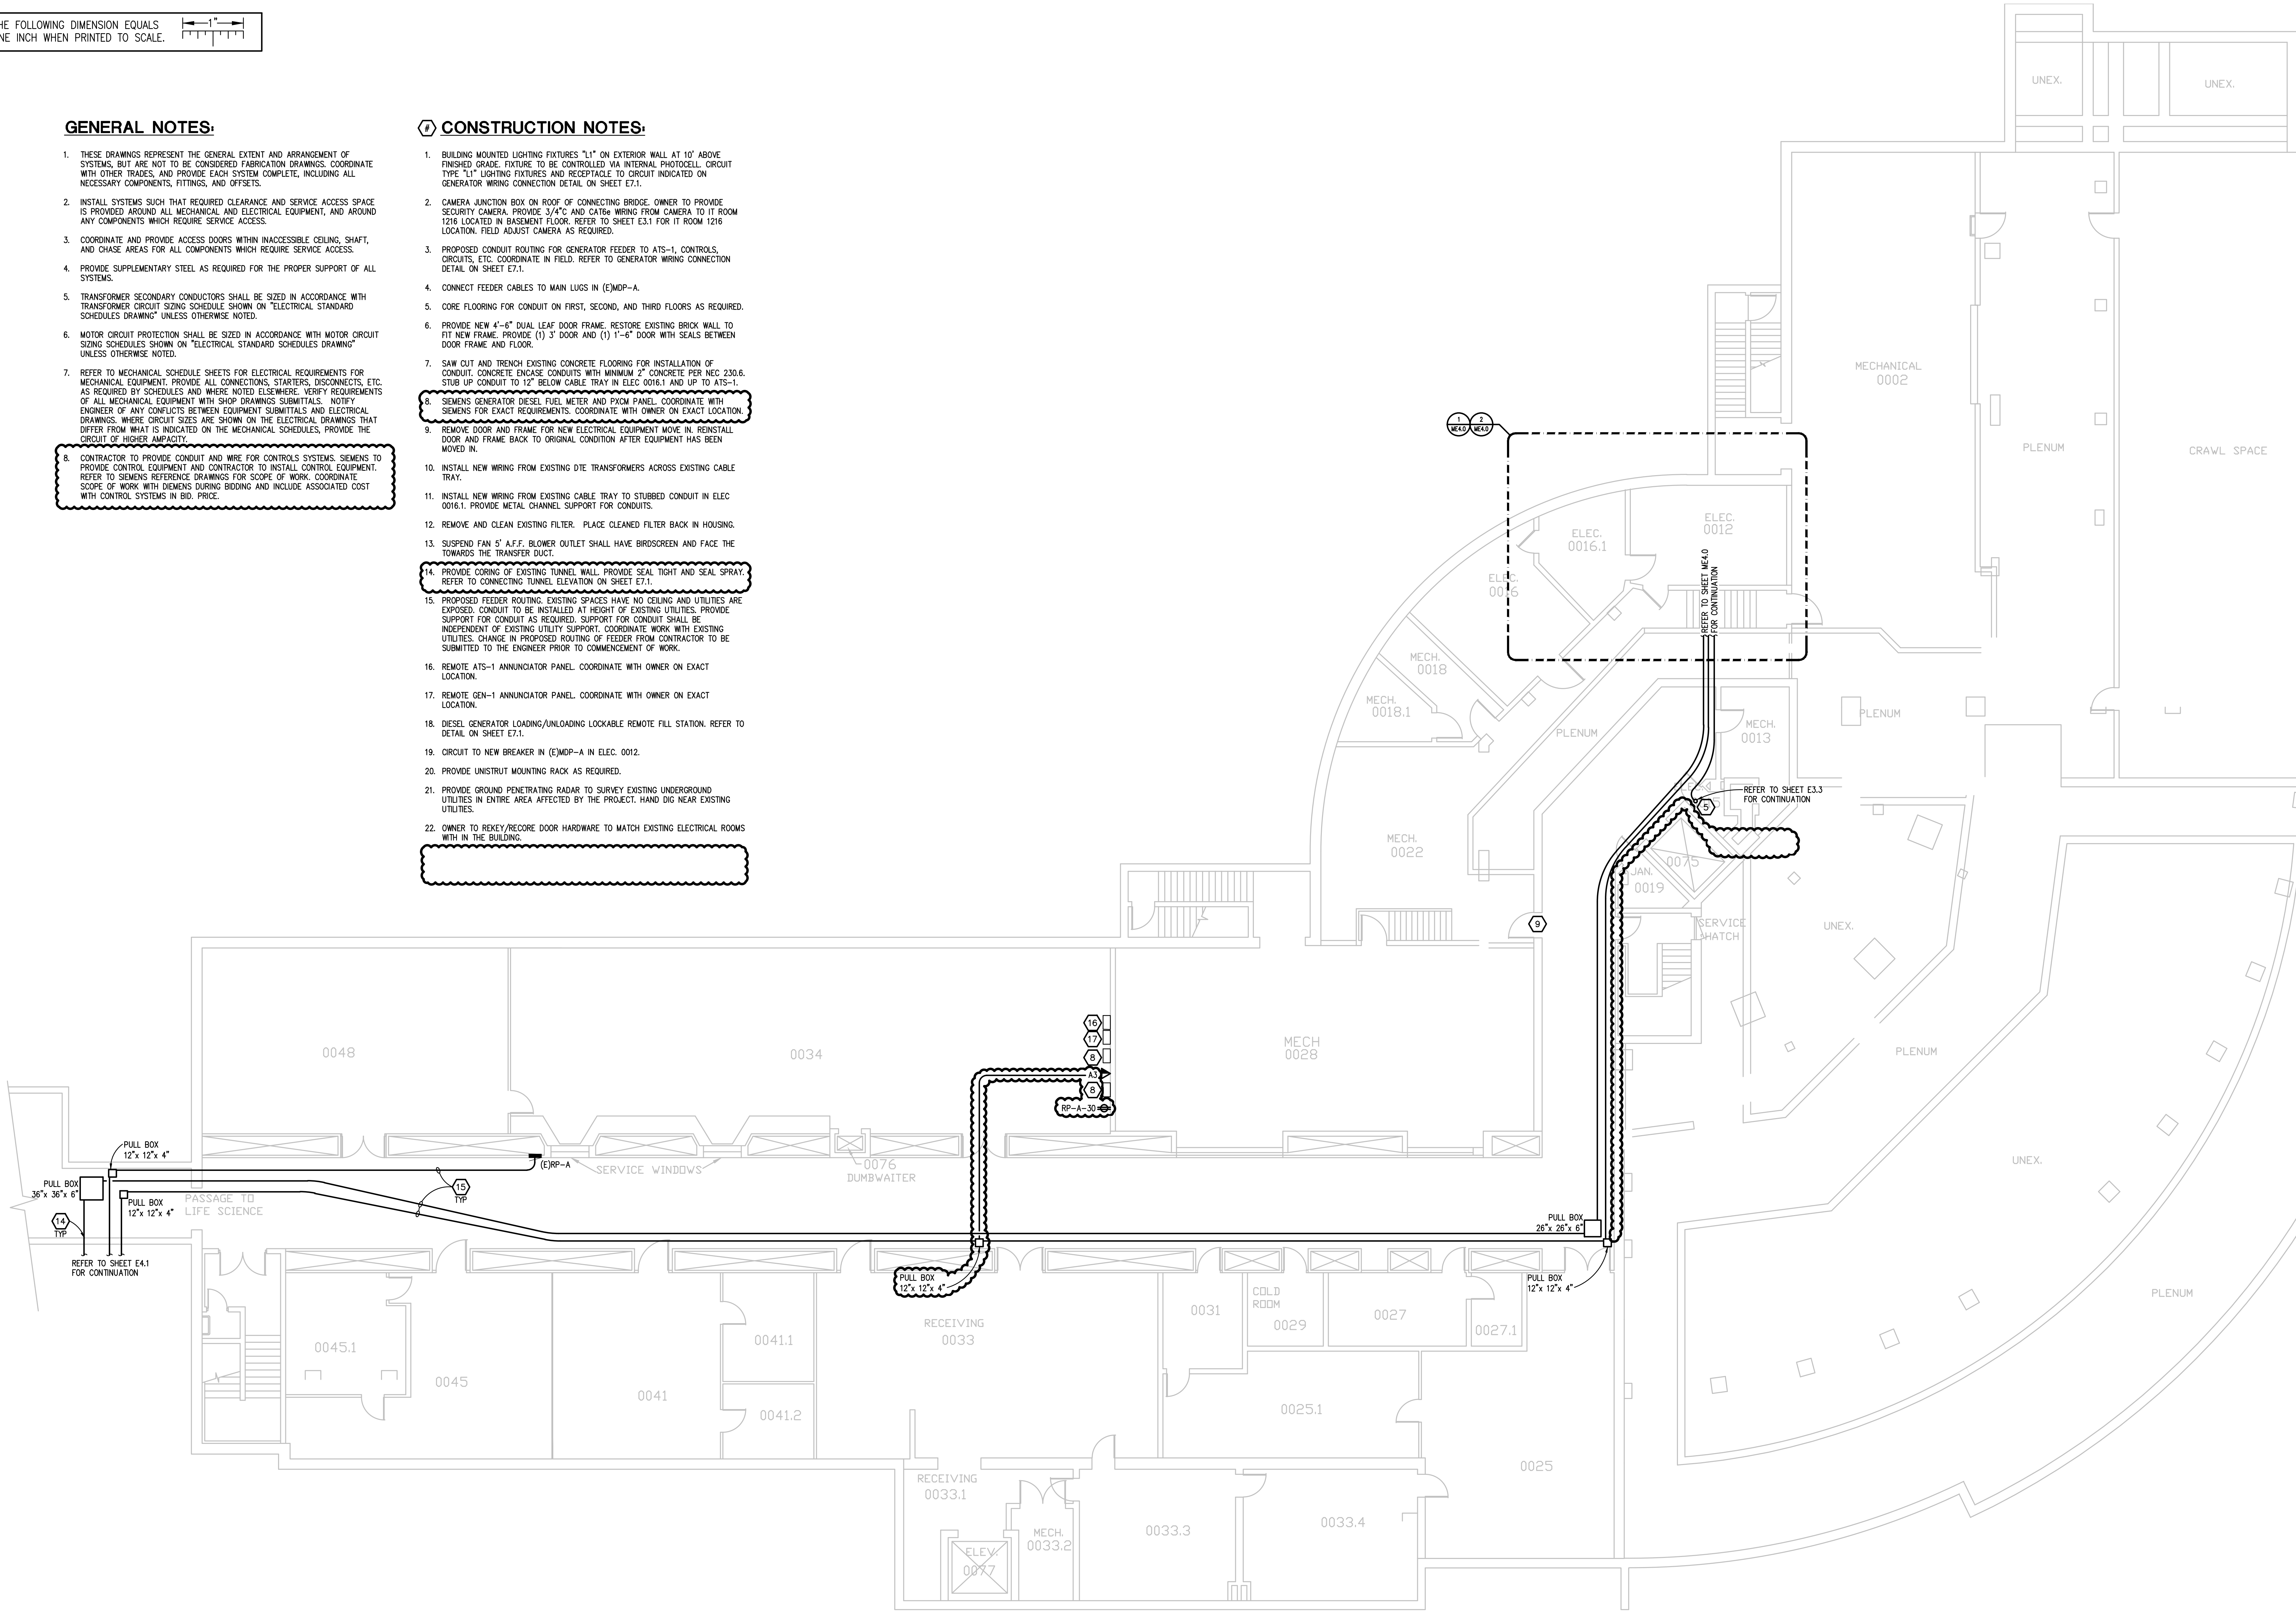 HE FOLLOWING DIMENSION EQUALS
NE INCH WHEN PRINTED TO SCALE.
1"
GENERAL NOTES:
1. THESE DRAWINGS REPRESENT THE GENERAL EXTENT AND ARRANGEMENT OF
SYSTEMS, BUT ARE NOT TO BE CONSIDERED FABRICATION DRAWINGS. COORDINATE
WITH OTHER TRADES, AND PROVIDE EACH SYSTEM COMPLETE, INCLUDING ALL
NECESSARY COMPONENTS, FITTINGS, AND OFFSETS.
2. INSTALL SYSTEMS SUCH THAT REQUIRED CLEARANCE AND SERVICE ACCESS SPACE
IS PROVIDED AROUND ALL MECHANICAL AND ELECTRICAL EQUIPMENT, AND AROUND
ANY COMPONENTS WHICH REQUIRE SERVICE ACCESS.
3. COORDINATE AND PROVIDE ACCESS DOORS WITHIN INACCESSIBLE CEILING, SHAFT,
AND CHASE AREAS FOR ALL COMPONENTS WHICH REQUIRE SERVICE ACCESS.
4. PROVIDE SUPPLEMENTARY STEEL AS REQUIRED FOR THE PROPER SUPPORT OF ALL
SYSTEMS.
5. TRANSFORMER SECONDARY CONDUCTORS SHALL BE SIZED IN ACCORDANCE WITH
TRANSFORMER CIRCUIT SIZING SCHEDULE SHOWN ON "ELECTRICAL STANDARD
SCHEDULES DRAWING" UNLESS OTHERWISE NOTED.
6. MOTOR CIRCUIT PROTECTION SHALL BE SIZED IN ACCORDANCE WITH MOTOR CIRCUIT
SIZING SCHEDULES SHOWN ON "ELECTRICAL STANDARD SCHEDULES DRAWING"
UNLESS OTHERWISE NOTED.
7. REFER TO MECHANICAL SCHEDULE SHEETS FOR ELECTRICAL REQUIREMENTS FOR
MECHANICAL EQUIPMENT. PROVIDE ALL CONNECTIONS, STARTERS, DISCONNECTS, ETC.
AS REQUIRED BY SCHEDULES AND WHERE NOTED ELSEWHERE. VERIFY REQUIREMENTS
OF ALL MECHANICAL EQUIPMENT WITH SHOP DRAWINGS SUBMITTALS. NOTIFY
ENGINEER OF ANY CONFLICTS BETWEEN EQUIPMENT SUBMITTALS AND ELECTRICAL
DRAWINGS. WHERE CIRCUIT SIZES ARE SHOWN ON THE ELECTRICAL DRAWINGS THAT
DIFFER FROM WHAT IS INDICATED ON THE MECHANICAL SCHEDULES, PROVIDE THE
CIRCUIT OF HIGHER AMPACITY.
8. CONTRACTOR TO PROVIDE CONDUIT AND WIRE FOR CONTROLS SYSTEMS. SIEMENS TO
PROVIDE CONTROL EQUIPMENT AND CONTRACTOR TO INSTALL CONTROL EQUIPMENT.
REFER TO SIEMENS REFERENCE DRAWINGS FOR SCOPE OF WORK. COORDINATE
SCOPE OF WORK WITH DIEMENS DURING BIDDING AND INCLUDE ASSOCIATED COST
WITH CONTROL SYSTEMS IN BID. PRICE.
# CONSTRUCTION NOTES:
1. BUILDING MOUNTED LIGHTING FIXTURES "L1" ON EXTERIOR WALL AT 10' ABOVE
FINISHED GRADE. FIXTURE TO BE CONTROLLED VIA INTERNAL PHOTOCELL. CIRCUIT
TYPE "L1" LIGHTING FIXTURES AND RECEPTACLE TO CIRCUIT INDICATED ON
GENERATOR WIRING CONNECTION DETAIL ON SHEET E7.1.
2. CAMERA JUNCTION BOX ON ROOF OF CONNECTING BRIDGE. OWNER TO PROVIDE
SECURITY CAMERA. PROVIDE 3/4"C AND CAT6e WIRING FROM CAMERA TO IT ROOM
1216 LOCATED IN BASEMENT FLOOR. REFER TO SHEET E3.1 FOR IT ROOM 1216
LOCATION. FIELD ADJUST CAMERA AS REQUIRED.
3. PROPOSED CONDUIT ROUTING FOR GENERATOR FEEDER TO ATS-1, CONTROLS,
CIRCUITS, ETC. COORDINATE IN FIELD. REFER TO GENERATOR WIRING CONNECTION
DETAIL ON SHEET E7.1.
4. CONNECT FEEDER CABLES TO MAIN LUGS IN (E)MDP-A.
5. CORE FLOORING FOR CONDUIT ON FIRST, SECOND, AND THIRD FLOORS AS REQUIRED.
6. PROVIDE NEW 4'-6" DUAL LEAF DOOR FRAME. RESTORE EXISTING BRICK WALL TO
FIT NEW FRAME. PROVIDE (1) 3' DOOR AND (1) 1'-6" DOOR WITH SEALS BETWEEN
DOOR FRAME AND FLOOR.
7. SAW CUT AND TRENCH EXISTING CONCRETE FLOORING FOR INSTALLATION OF
CONDUIT. CONCRETE ENCASE CONDUITS WITH MINIMUM 2" CONCRETE PER NEC 230.6.
STUB UP CONDUIT TO 12" BELOW CABLE TRAY IN ELEC 0016.1 AND UP TO ATS-1.
8. SIEMENS GENERATOR DIESEL FUEL METER AND PXCM PANEL. COORDINATE WITH
SIEMENS FOR EXACT REQUIREMENTS. COORDINATE WITH OWNER ON EXACT LOCATION.
9. REMOVE DOOR AND FRAME FOR NEW ELECTRICAL EQUIPMENT MOVE IN. REINSTALL
DOOR AND FRAME BACK TO ORIGINAL CONDITION AFTER EQUIPMENT HAS BEEN
MOVED IN.
10. INSTALL NEW WIRING FROM EXISTING DTE TRANSFORMERS ACROSS EXISTING CABLE
TRAY.
11. INSTALL NEW WIRING FROM EXISTING CABLE TRAY TO STUBBED CONDUIT IN ELEC
0016.1. PROVIDE METAL CHANNEL SUPPORT FOR CONDUITS.
12. REMOVE AND CLEAN EXISTING FILTER. PLACE CLEANED FILTER BACK IN HOUSING.
13. SUSPEND FAN 5' A.F.F. BLOWER OUTLET SHALL HAVE BIRDSCREEN AND FACE THE
TOWARDS THE TRANSFER DUCT.
14. PROVIDE CORING OF EXISTING TUNNEL WALL. PROVIDE SEAL TIGHT AND SEAL SPRAY.
REFER TO CONNECTING TUNNEL ELEVATION ON SHEET E7.1.
15. PROPOSED FEEDER ROUTING. EXISTING SPACES HAVE NO CEILING AND UTILITIES ARE
EXPOSED. CONDUIT TO BE INSTALLED AT HEIGHT OF EXISTING UTILITIES. PROVIDE
SUPPORT FOR CONDUIT AS REQUIRED. SUPPORT FOR CONDUIT SHALL BE
INDEPENDENT OF EXISTING UTILITY SUPPORT. COORDINATE WORK WITH EXISTING
UTILITIES. CHANGE IN PROPOSED ROUTING OF FEEDER FROM CONTRACTOR TO BE
SUBMITTED TO THE ENGINEER PRIOR TO COMMENCEMENT OF WORK.
16. REMOTE ATS-1 ANNUNCIATOR PANEL. COORDINATE WITH OWNER ON EXACT
LOCATION.
17. REMOTE GEN-1 ANNUNCIATOR PANEL. COORDINATE WITH OWNER ON EXACT
LOCATION.
18. DIESEL GENERATOR LOADING/UNLOADING LOCKABLE REMOTE FILL STATION. REFER TO
DETAIL ON SHEET E7.1.
19. CIRCUIT TO NEW BREAKER IN (E)MDP-A IN ELEC. 0012.
20. PROVIDE UNISTRUT MOUNTING RACK AS REQUIRED.
21. PROVIDE GROUND PENETRATING RADAR TO SURVEY EXISTING UNDERGROUND
UTILITIES IN ENTIRE AREA AFFECTED BY THE PROJECT. HAND DIG NEAR EXISTING
UTILITIES.
22. OWNER TO REKEY/RECORE DOOR HARDWARE TO MATCH EXISTING ELECTRICAL ROOMS
WITH IN THE BUILDING.
UNEX.
UNEX.
MECHANICAL
0002
PLENUM
CRAWL SPACE
1
ME4.0
2
ME4.0
ELEC.
0012
ELEC.
0016.1
ELEC.
0016
REFER TO SHEET ME4.0
FOR CONTINUATION
MECH.
0018
MECH.
0018.1
PLENUM
MECH.
0013
PLENUM
REFER TO SHEET E3.3
FOR CONTINUATION
5
MECH.
0022
0075
JAN.
0019
SERVICE
HATCH
UNEX.
9
0048
0034
16
17
8
A3
8
RP-A-30
MECH
0028
PLENUM
UNEX.
PLENUM
PULL BOX
12"x 12"x 4"
(E)RP-A
SERVICE WINDOWS
0076
DUMBWAITER
PULL BOX
36"x 36"x 6"
PULL BOX
12"x 12"x 4"
PASSAGE TO
LIFE SCIENCE
15
TYP
14
TYP
REFER TO SHEET E4.1
FOR CONTINUATION
PULL BOX
26"x 26"x 6"
PULL BOX
12"x 12"x 4"
PULL BOX
12"x 12"x 4"
0045.1
0045
0041
0041.1
0041.2
RECEIVING
0033
0031
COLD
ROOM
0029
0027
0027.1
0025.1
0025
RECEIVING
0033.1
MECH.
0033.2
ELEV.
0077
0033.3
0033.4